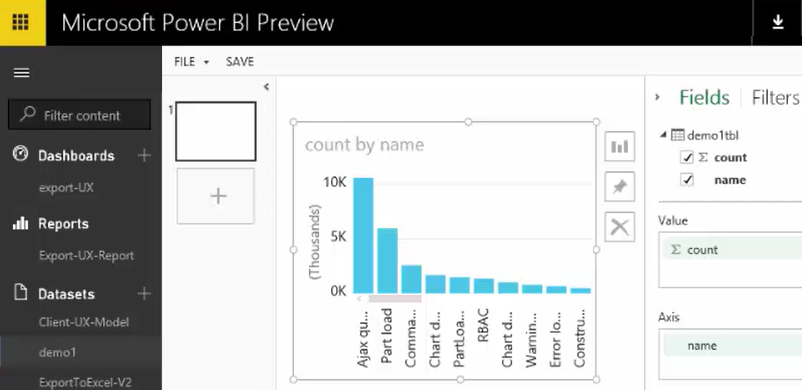 Microsoft Power BI Preview
FILE SAVE
Filter content
Dashboards
export-UX
Reports
Export-UX-Report
Datasets
Client-UX-Model
demo1
ExportToExcel-V2
1
count by name
(Thousands)
10K
5K
0K
Ajax qu...
Part load
Comma...
Chart d...
PartLoa...
RBAC
Chart d...
Warnin...
Error lo...
Constru...
Fields Filters
demo1tbl
Σ count
name
Value
Σ count
Axis
name